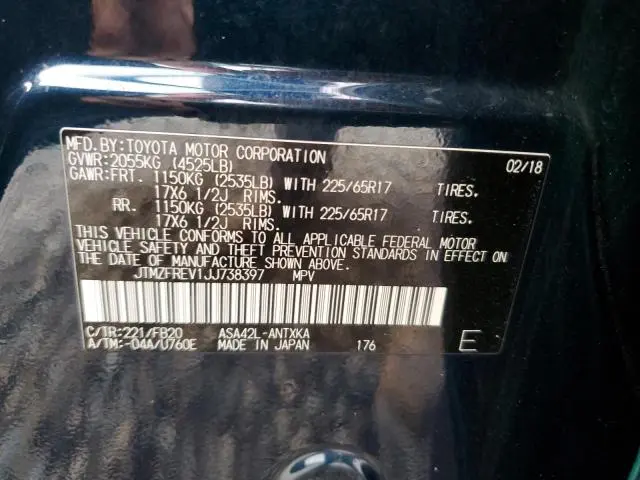 MFD.BY:TOYOTA MOTOR CORPORATION 02/18
GVWR:2055KG (4525LB)
GAWR:FRT. 1150KG (2535LB) WITH 225/65R17 TIRES.
17X6 1/2J RIMS.
RR. 1150KG (2535LB) WITH 225/65R17 TIRES.
17X6 1/2J RIMS.
THIS VEHICLE CONFORMS TO ALL APPLICABLE FEDERAL MOTOR
VEHICLE SAFETY AND THEFT PREVENTION STANDARDS IN EFFECT ON
THE DATE OF MANUFACTURE SHOWN ABOVE.
JTMZFREV1JJ738397 MPV
C/TR:221/FB20 ASA42L-ANTXKA
A/TM:-04A/U760E MADE IN JAPAN 176 E